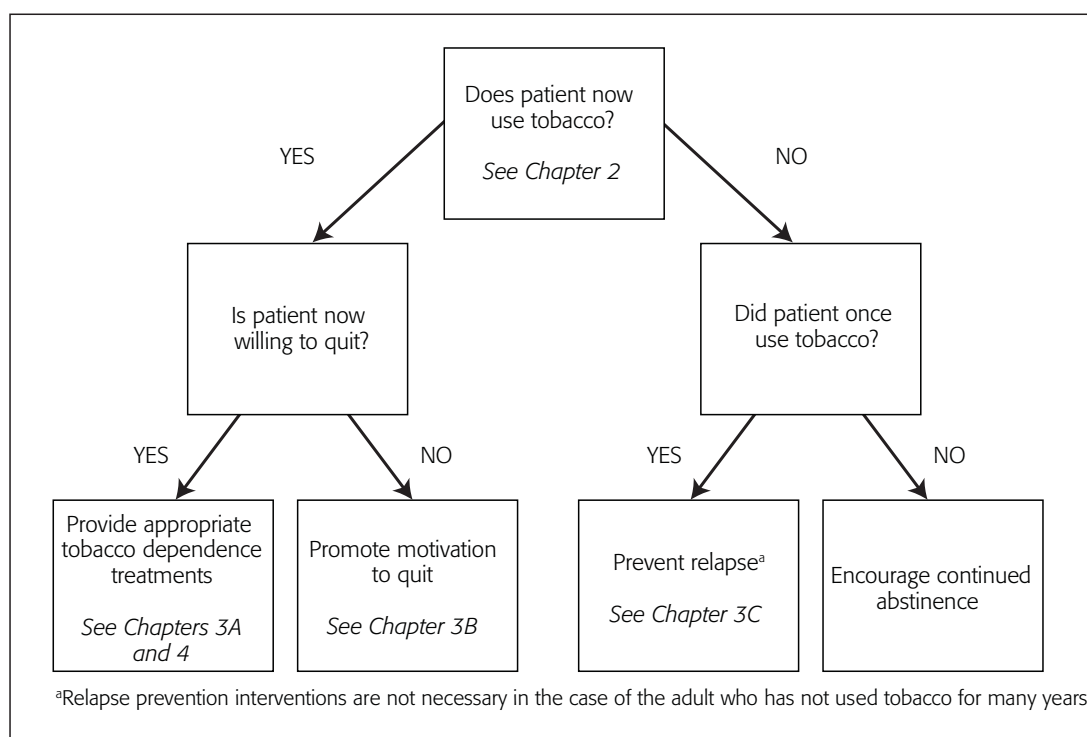 Does patient now
use tobacco?
See Chapter 2
YES
NO
Is patient now
willing to quit?
Did patient once
use tobacco?
YES
NO
YES
NO
Provide appropriate
tobacco dependence
treatments
See Chapters 3A
and 4
Promote motivation
to quit
See Chapter 3B
Prevent relapseᵃ
See Chapter 3C
Encourage continued
abstinence
ᵃRelapse prevention interventions are not necessary in the case of the adult who has not used tobacco for many years